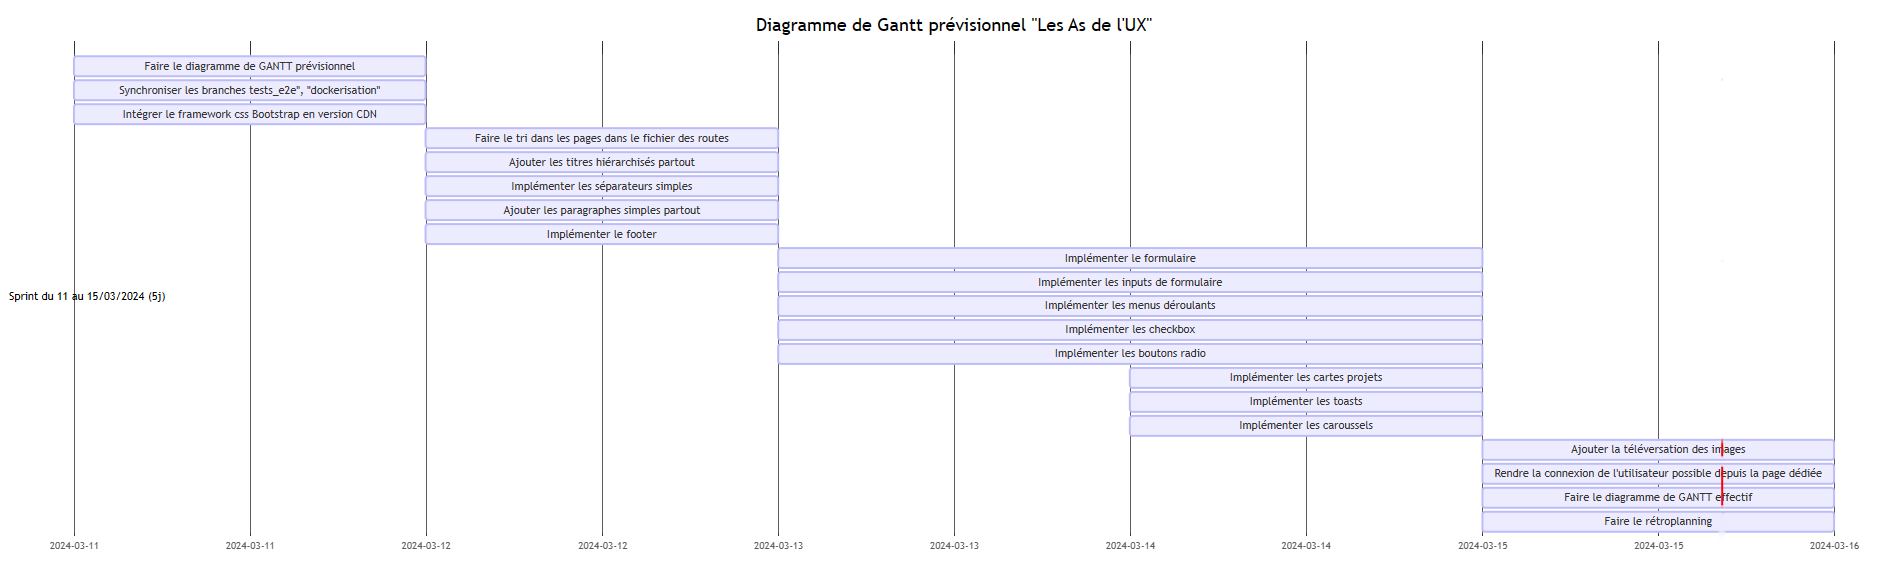 Diagramme de Gantt prévisionnel "Les As de l'UX"
Faire le diagramme de GANTT prévisionnel
Synchroniser les branches tests_e2e", "dockerisation"
Intégrer le framework css Bootstrap en version CDN
Faire le tri dans les pages dans le fichier des routes
Ajouter les titres hiérarchisés partout
Implémenter les séparateurs simples
Ajouter les paragraphes simples partout
Implémenter le footer
Implémenter le formulaire
Implémenter les inputs de formulaire
Sprint du 11 au 15/03/2024 (5j)
Implémenter les menus déroulants
Implémenter les checkbox
Implémenter les boutons radio
Implémenter les cartes projets
Implémenter les toasts
Implémenter les caroussels
Ajouter la téléversation des images
Rendre la connexion de l'utilisateur possible depuis la page dédiée
Faire le diagramme de GANTT effectif
Faire le rétroplanning
2024-03-11 2024-03-11 2024-03-12 2024-03-12 2024-03-13 2024-03-13 2024-03-14 2024-03-14 2024-03-15 2024-03-15 2024-03-16